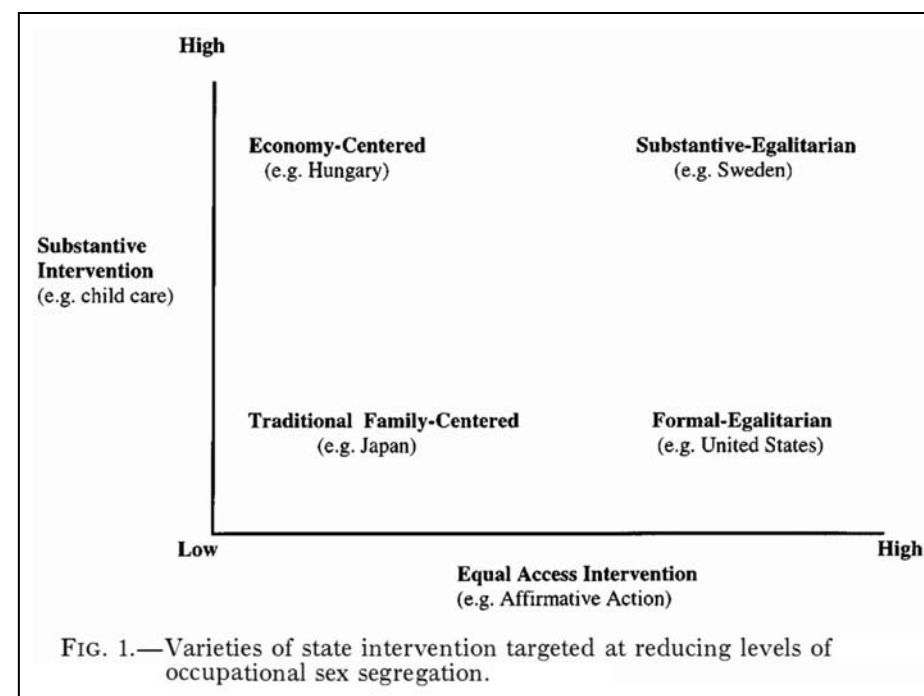 High
Economy-Centered
(e.g. Hungary)
Substantive-Egalitarian
(e.g. Sweden)
Substantive
Intervention
(e.g. child care)
Traditional Family-Centered
(e.g. Japan)
Formal-Egalitarian
(e.g. United States)
Low
High
Equal Access Intervention
(e.g. Affirmative Action)
FIG. 1.—Varieties of state intervention targeted at reducing levels of
occupational sex segregation.